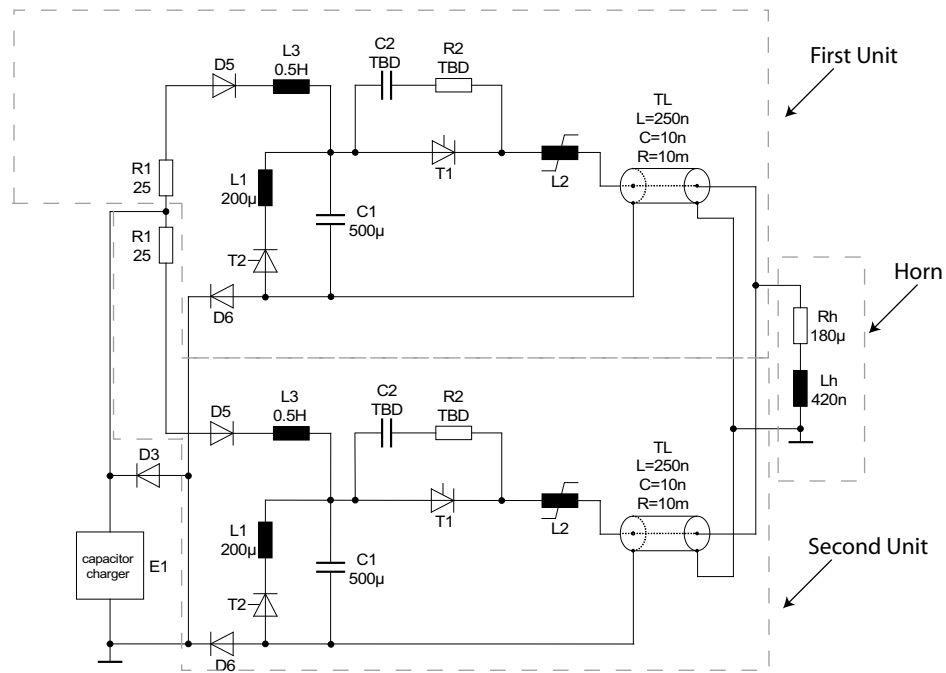 First Unit
C2
TBD
R2
TBD
L3
0.5H
D5
TL
L=250n
C=10n
R=10m
R1
25
L1
200µ
T1
L2
C1
500µ
R1
25
T2
D6
Horn
Rh
180µ
Lh
420n
C2
TBD
R2
TBD
L3
0.5H
D5
TL
L=250n
C=10n
R=10m
D3
L1
200µ
T1
L2
capacitor
charger
E1
C1
500µ
Second Unit
T2
D6